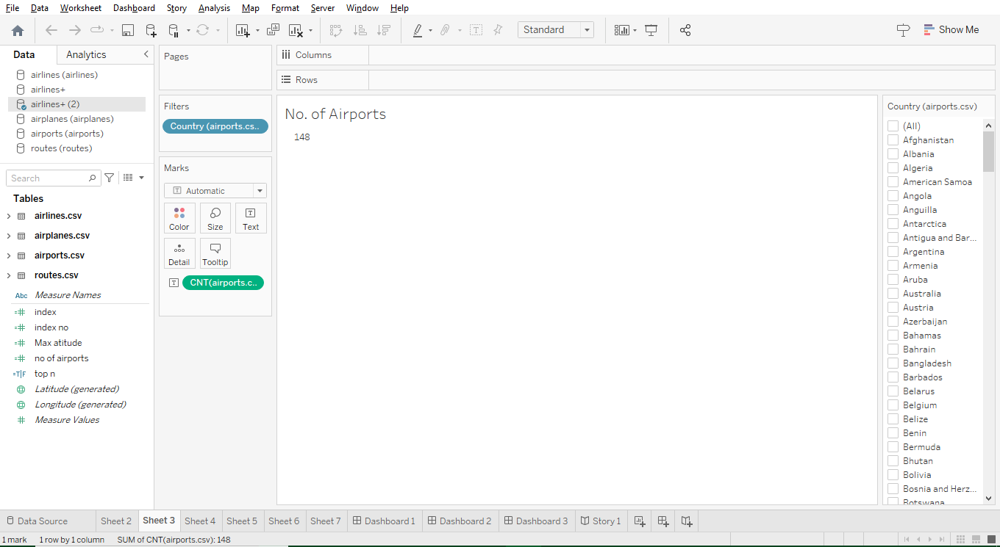 File Data Worksheet Dashboard Story Analysis Map Format Server Window Help
Standard
Show Me
Data Analytics
airlines (airlines)
airlines+
airlines+ (2)
airplanes (airplanes)
airports (airports)
routes (routes)
Search
Tables
airlines.csv
airplanes.csv
airports.csv
routes.csv
Abc Measure Names
index
index no
Max atitude
no of airports
T|F top n
Latitude (generated)
Longitude (generated)
Measure Values
Pages
Filters
Country (airports.cs..
Marks
Automatic
Color Size Text
Detail Tooltip
CNT(airports.c..
Columns
Rows
No. of Airports
148
Country (airports.csv)
(All)
Afghanistan
Albania
Algeria
American Samoa
Angola
Anguilla
Antarctica
Antigua and Bar...
Argentina
Armenia
Aruba
Australia
Austria
Azerbaijan
Bahamas
Bahrain
Bangladesh
Barbados
Belarus
Belgium
Belize
Benin
Bermuda
Bhutan
Bolivia
Bosnia and Herz...
Botswana
Data Source Sheet 2 Sheet 3 Sheet 4 Sheet 5 Sheet 6 Sheet 7 Dashboard 1 Dashboard 2 Dashboard 3 Story 1
1 mark 1 row by 1 column SUM of CNT(airports.csv): 148